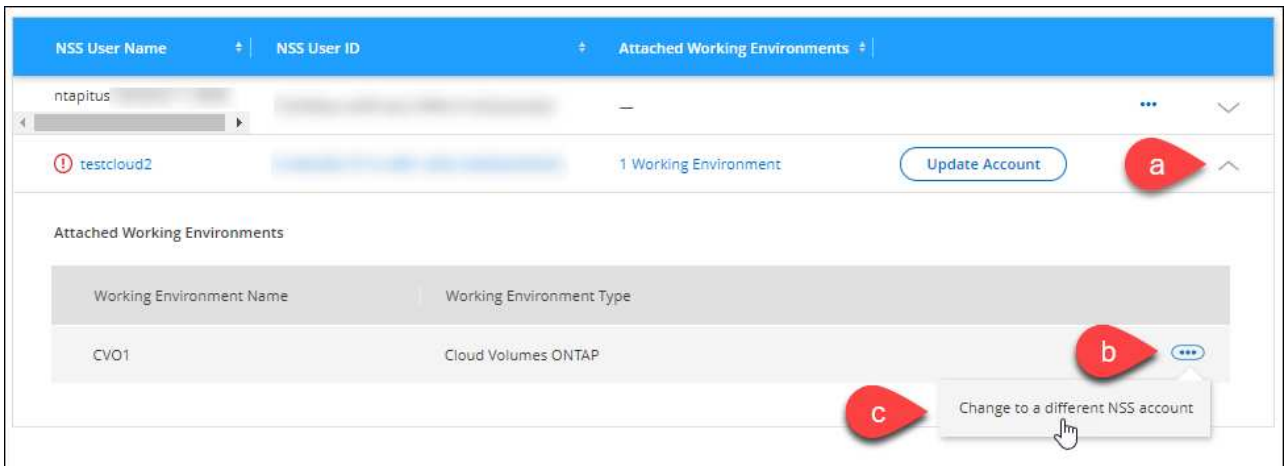 NSS User Name NSS User ID Attached Working Environments
ntapitus —
testcloud2 1 Working Environment Update Account a
Attached Working Environments
Working Environment Name Working Environment Type
CVO1 Cloud Volumes ONTAP b
c Change to a different NSS account